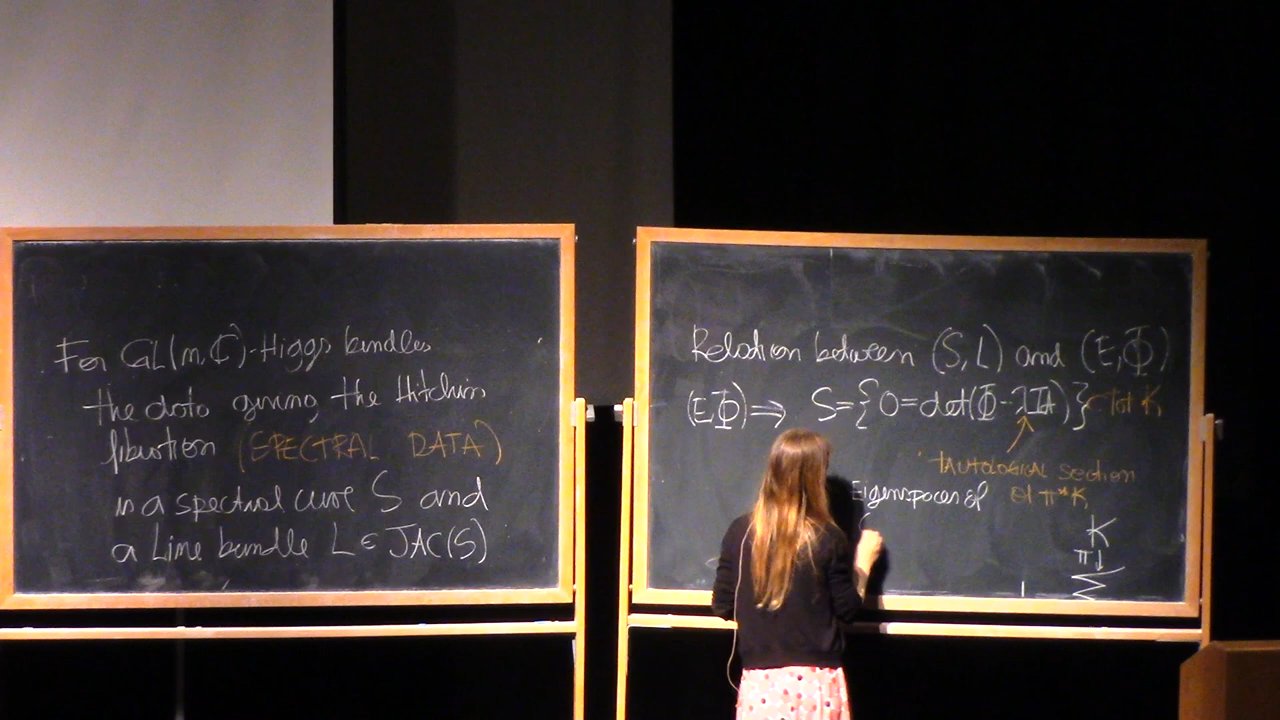 For GL(n,ℂ)-Higgs bundles
the data giving the Hitchin
fibration (SPECTRAL DATA)
is a spectral curve S and
a Line bundle L ∈ JAC(S)
Relation between (S,L) and (E,Φ)
(E,Φ) ⇒ S={0=det(Φ-λId)} ⊂ Tot K
TAUTOLOGICAL section
of π*K
Eigenspaces of
K
π↓
Σ